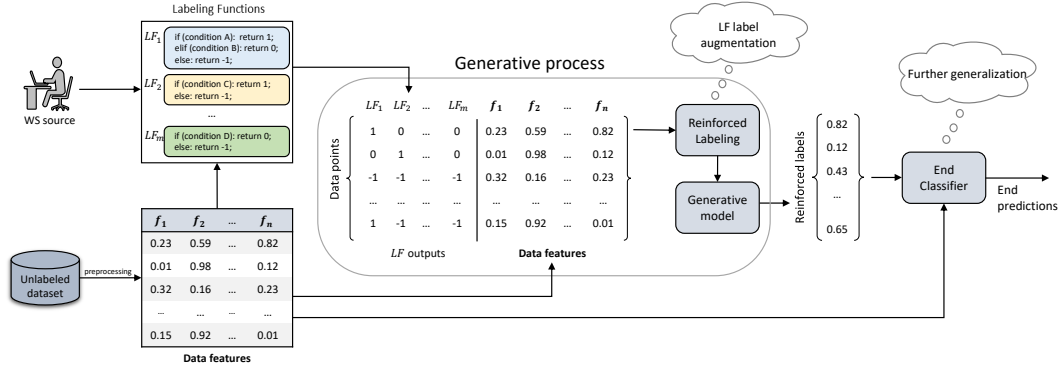 Labeling Functions
LF1 if (condition A): return 1;
elif (condition B): return 0;
else: return -1;
LF2 if (condition C): return 1;
else: return -1;
...
LFm if (condition D): return 0;
else: return -1;
WS source
Unlabeled
dataset
preprocessing
f1 f2 ... fn
0.23 0.59 ... 0.82
0.01 0.98 ... 0.12
0.32 0.16 ... 0.23
... ... ... ...
0.15 0.92 ... 0.01
Data features
Generative process
LF1 LF2 ... LFm f1 f2 ... fn
1 0 ... 0 0.23 0.59 ... 0.82
0 1 ... 0 0.01 0.98 ... 0.12
-1 -1 ... -1 0.32 0.16 ... 0.23
... ... ... ... ... ... ...
1 -1 ... -1 0.15 0.92 ... 0.01
Data points
LF outputs
Data features
LF label
augmentation
Reinforced
Labeling
Generative
model
Reinforced labels
0.82
0.12
0.43
...
0.65
Further generalization
End
Classifier
End
predictions